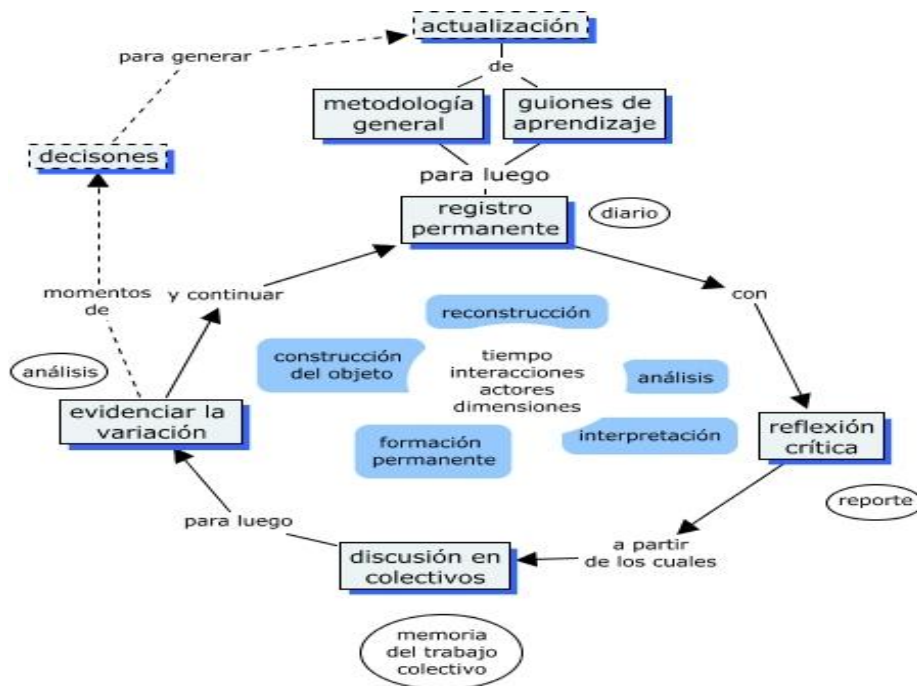 actualización
para generar
de
metodología
general
guiones de
aprendizaje
decisones
para luego
registro
permanente
diario
momentos
de
y continuar
con
reconstrucción
construcción
del objeto
tiempo
interacciones
actores
dimensiones
análisis
análisis
evidenciar la
variación
formación
permanente
interpretación
reflexión
crítica
reporte
para luego
a partir
de los cuales
discusión en
colectivos
memoria
del trabajo
colectivo